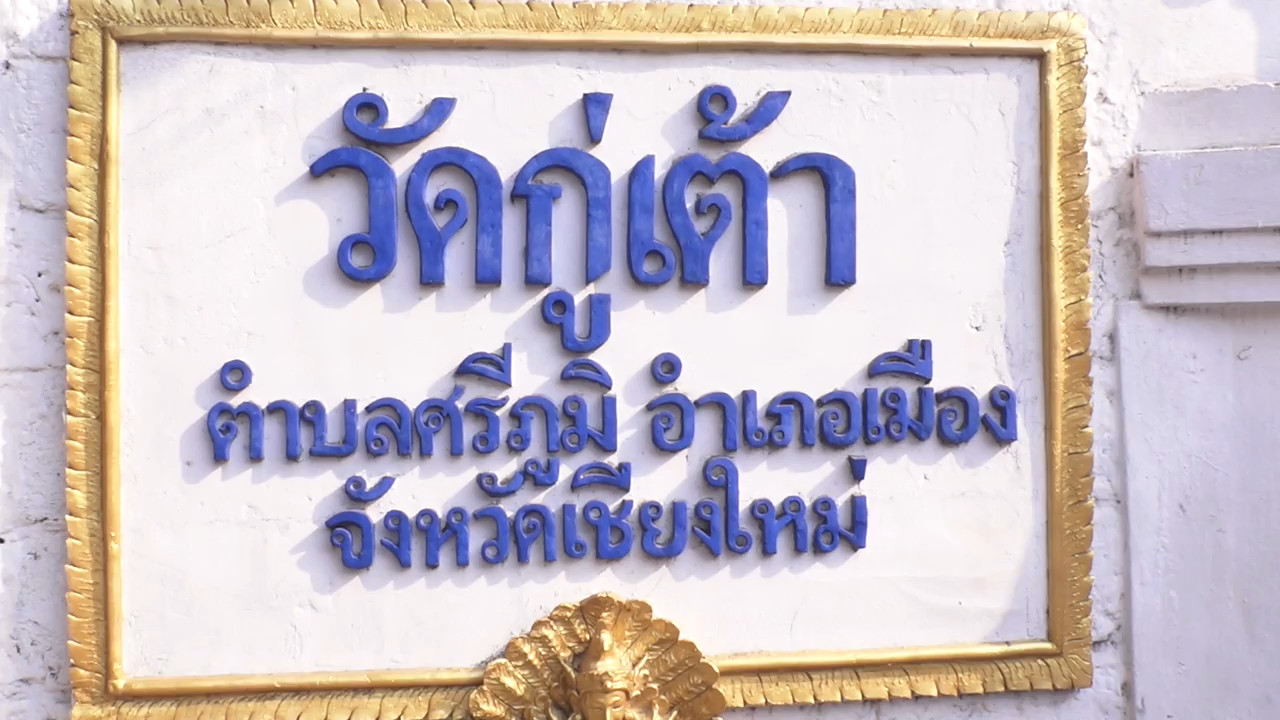 วัดกู่เต้า
ตำบลศรีภูมิ อำเภอเมือง
จังหวัดเชียงใหม่